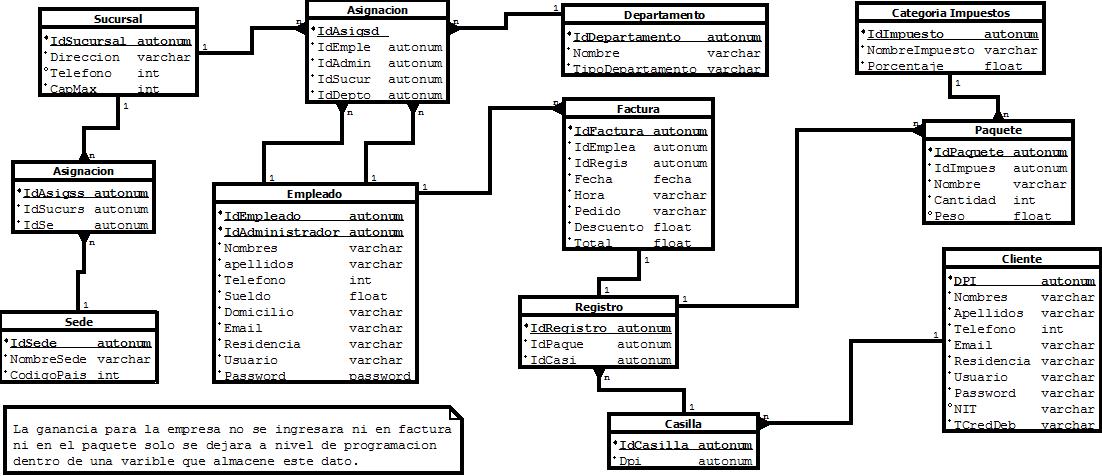 Sucursal
IdSucursal autonum
Direccion varchar
Telefono int
CapMax int
Asignacion
IdAsigsd
IdEmple autonum
IdAdmin autonum
IdSucur autonum
IdDepto autonum
Departamento
IdDepartamento autonum
Nombre varchar
TipoDepartamento varchar
Categoria Impuestos
IdImpuesto autonum
NombreImpuesto varchar
Porcentaje float
Asignacion
IdAsigss autonum
IdSucurs autonum
IdSe autonum
Empleado
IdEmpleado autonum
IdAdministrador autonum
Nombres varchar
apellidos varchar
Telefono int
Sueldo float
Domicilio varchar
Email varchar
Residencia varchar
Usuario varchar
Password password
Factura
IdFactura autonum
IdEmplea autonum
IdRegis autonum
Fecha fecha
Hora varchar
Pedido varchar
Descuento float
Total float
Paquete
IdPaquete autonum
IdImpues autonum
Nombre varchar
Cantidad int
Peso float
Sede
IdSede autonum
NombreSede varchar
CodigoPais int
Registro
IdRegistro autonum
IdPaque autonum
IdCasi autonum
Cliente
DPI autonum
Nombres varchar
Apellidos varchar
Telefono int
Email varchar
Residencia varchar
Usuario varchar
Password varchar
NIT varchar
TCredDeb varchar
Casilla
IdCasilla autonum
Dpi autonum
La ganancia para la empresa no se ingresara ni en factura
ni en el paquete solo se dejara a nivel de programacion
dentro de una varible que almacene este dato.
1
n
n
1
1
n
n
1
n
n
1
1
1
n
1
n
1
1
1
n
n
1
n
1